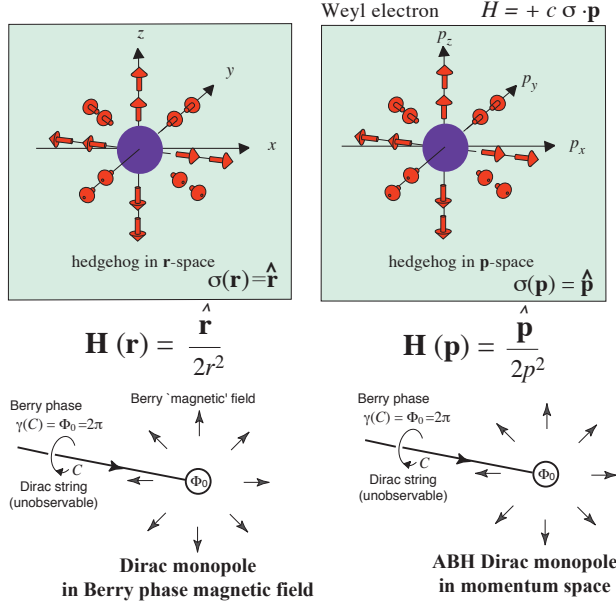 Weyl electron H = + c σ · p
z
y
x
hedgehog in r-space
σ(r)=r̂
p_z
p_y
p_x
hedgehog in p-space
σ(p) = p̂
H (r) = r̂ / 2r²
H (p) = p̂ / 2p²
Berry phase
γ(C) = Φ₀=2π
C
Dirac string
(unobservable)
Berry `magnetic' field
Φ₀
Dirac monopole
in Berry phase magnetic field
Berry phase
γ(C) = Φ₀=2π
C
Dirac string
(unobservable)
Φ₀
ABH Dirac monopole
in momentum space